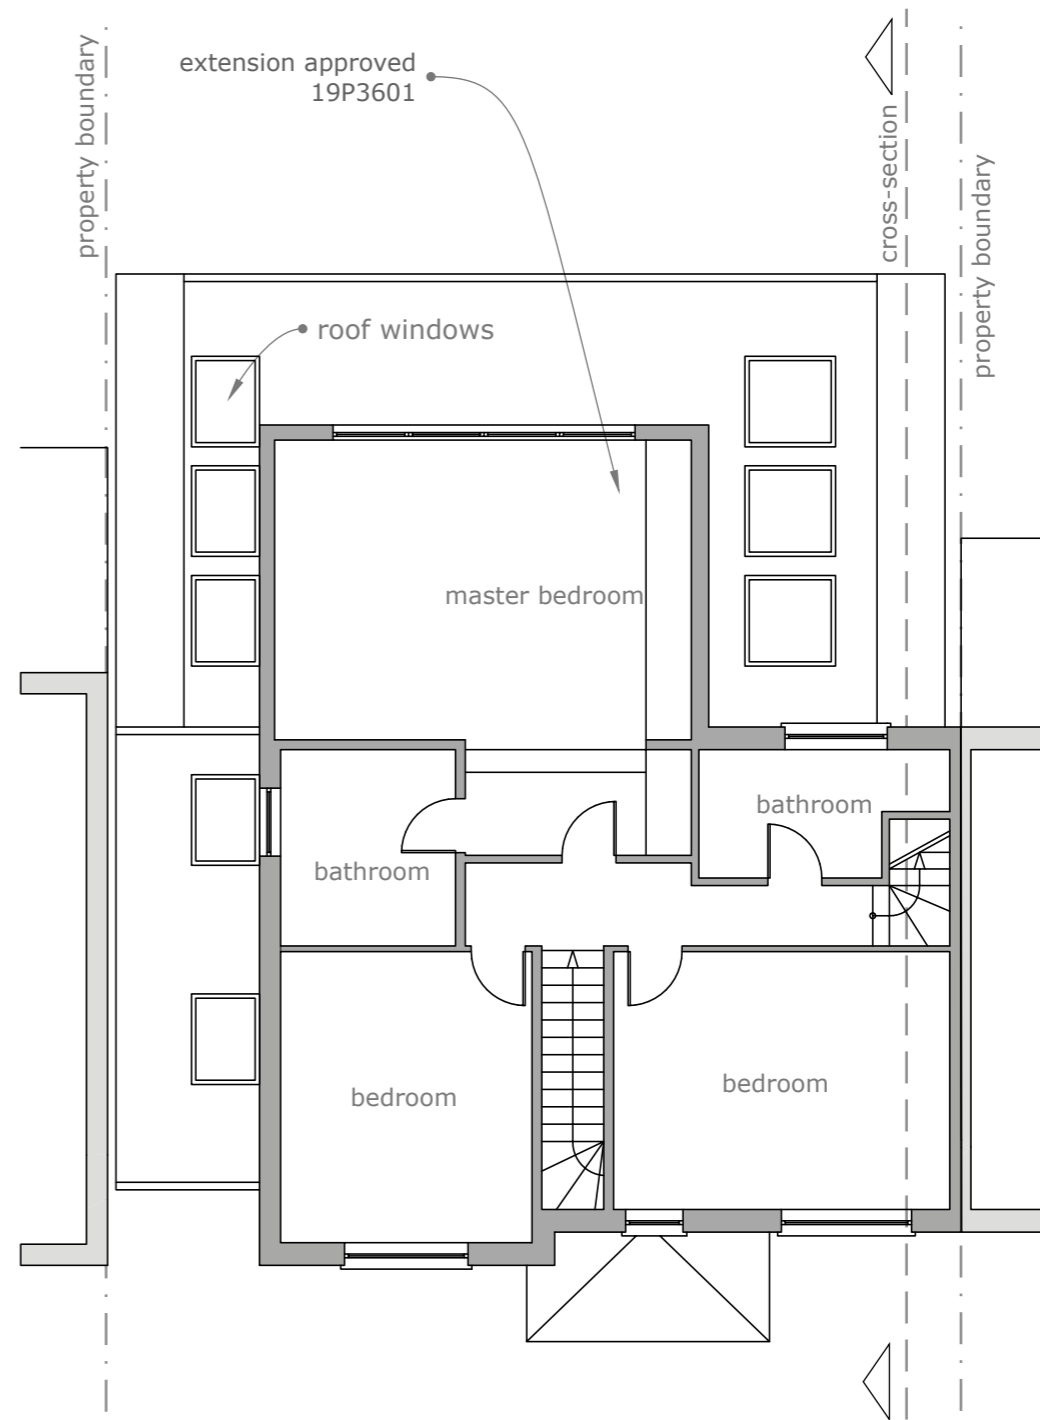 property boundary
extension approved
19P3601
cross-section
property boundary
roof windows
master bedroom
bathroom
bathroom
bedroom
bedroom